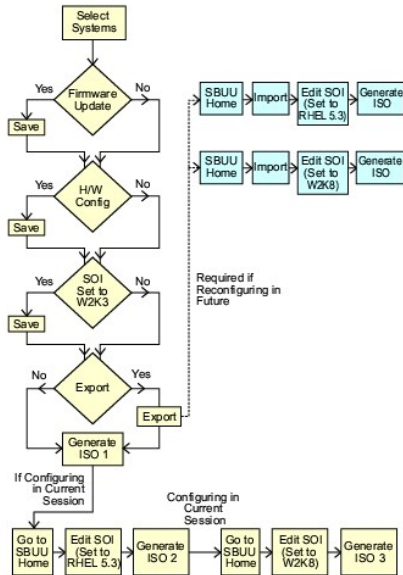 Select
Systems
Yes
Firmware
Update
No
Save
Yes
H/W
Config
No
Save
Yes
SOI
Set to
W2K3
No
Save
No
Export
Yes
Export
Generate
ISO 1
SBUU
Home
Import
Edit SOI
(Set to
RHEL 5.3)
Generate
ISO
SBUU
Home
Import
Edit SOI
(Set to
W2K8)
Generate
ISO
Required if
Reconfiguring in
Future
If Configuring
in Current
Session
Configuring in
Current
Session
Go to
SBUU
Home
Edit SOI
(Set to
RHEL 5.3)
Generate
ISO 2
Go to
SBUU
Home
Edit SOI
(Set to
W2K8)
Generate
ISO 3